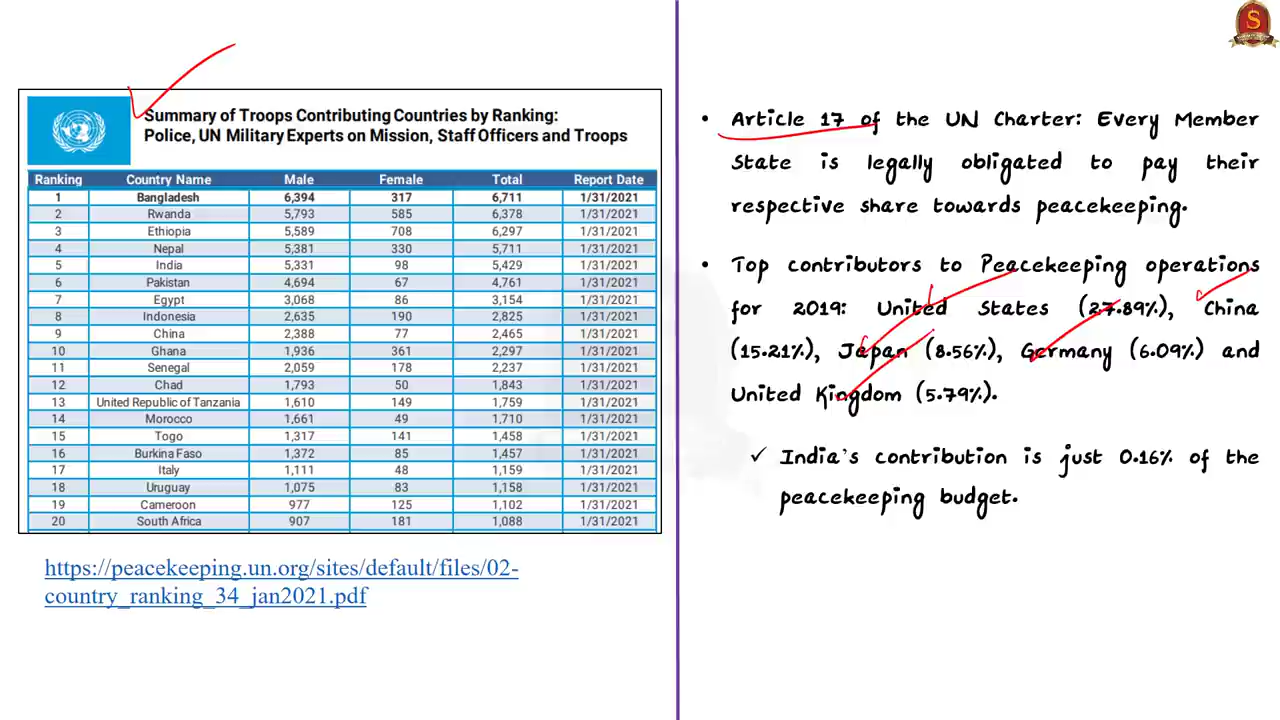 S
Summary of Troops Contributing Countries by Ranking:
Police, UN Military Experts on Mission, Staff Officers and Troops
Ranking Country Name Male Female Total Report Date
1 Bangladesh 6,394 317 6,711 1/31/2021
2 Rwanda 5,793 585 6,378 1/31/2021
3 Ethiopia 5,589 708 6,297 1/31/2021
4 Nepal 5,381 330 5,711 1/31/2021
5 India 5,331 98 5,429 1/31/2021
6 Pakistan 4,694 67 4,761 1/31/2021
7 Egypt 3,068 86 3,154 1/31/2021
8 Indonesia 2,635 190 2,825 1/31/2021
9 China 2,388 77 2,465 1/31/2021
10 Ghana 1,936 361 2,297 1/31/2021
11 Senegal 2,059 178 2,237 1/31/2021
12 Chad 1,793 50 1,843 1/31/2021
13 United Republic of Tanzania 1,610 149 1,759 1/31/2021
14 Morocco 1,661 49 1,710 1/31/2021
15 Togo 1,317 141 1,458 1/31/2021
16 Burkina Faso 1,372 85 1,457 1/31/2021
17 Italy 1,111 48 1,159 1/31/2021
18 Uruguay 1,075 83 1,158 1/31/2021
19 Cameroon 977 125 1,102 1/31/2021
20 South Africa 907 181 1,088 1/31/2021
https://peacekeeping.un.org/sites/default/files/02-
country_ranking_34_jan2021.pdf
• Article 17 of the UN Charter: Every Member
State is legally obligated to pay their
respective share towards peacekeeping.
• Top contributors to Peacekeeping operations
for 2019: United States (27.89%), China
(15.21%), Japan (8.56%), Germany (6.09%) and
United Kingdom (5.79%).
✓ India's contribution is just 0.16% of the
peacekeeping budget.